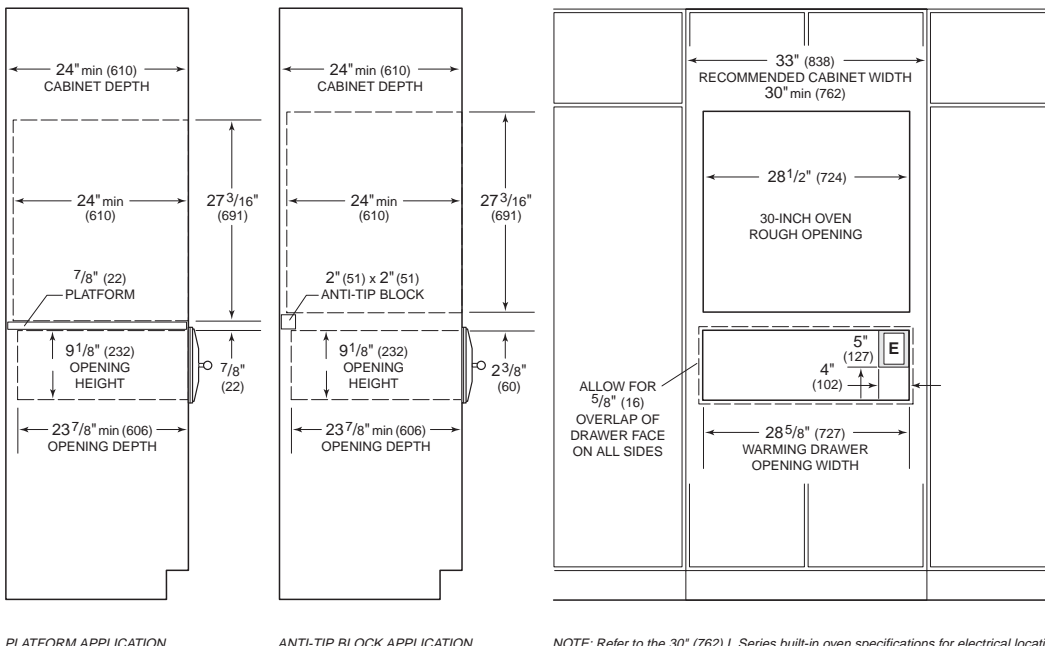 24" min (610)
CABINET DEPTH
24" min
(610)
27 3/16"
(691)
7/8" (22)
PLATFORM
9 1/8" (232)
OPENING
HEIGHT
7/8"
(22)
23 7/8" min (606)
OPENING DEPTH
PLATFORM APPLICATION
24" min (610)
CABINET DEPTH
24" min
(610)
27 3/16"
(691)
2" (51) x 2" (51)
ANTI-TIP BLOCK
9 1/8" (232)
OPENING
HEIGHT
2 3/8"
(60)
23 7/8" min (606)
OPENING DEPTH
ANTI-TIP BLOCK APPLICATION
33" (838)
RECOMMENDED CABINET WIDTH
30" min (762)
28 1/2" (724)
30-INCH OVEN
ROUGH OPENING
5"
(127)
E
4"
(102)
ALLOW FOR
5/8" (16)
OVERLAP OF
DRAWER FACE
ON ALL SIDES
28 5/8" (727)
WARMING DRAWER
OPENING WIDTH
NOTE: Refer to the 30" (762) L Series built-in oven specifications for electrical